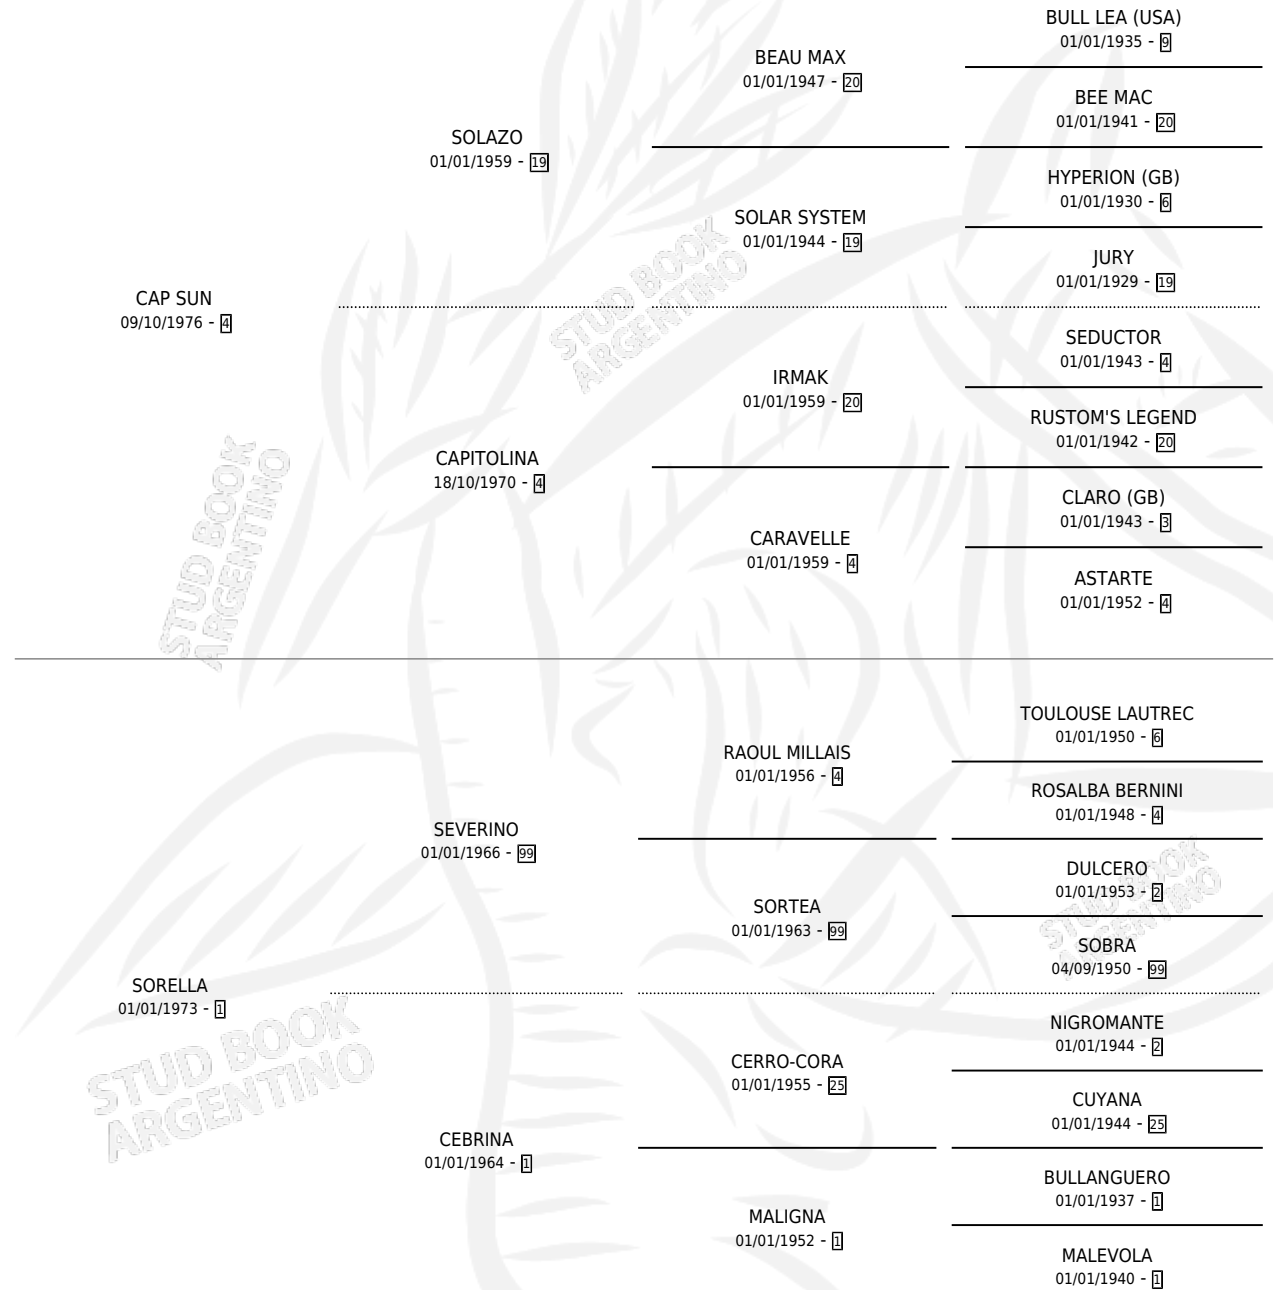 BULL LEA (USA)
01/01/1935 - 9
BEAU MAX
01/01/1947 - 20
BEE MAC
01/01/1941 - 20
SOLAZO
01/01/1959 - 19
HYPERION (GB)
01/01/1930 - 6
SOLAR SYSTEM
01/01/1944 - 19
JURY
01/01/1929 - 19
CAP SUN
09/10/1976 - 4
STUD BOOK
ARGENTINO
SEDUCTOR
01/01/1943 - 4
IRMAK
01/01/1959 - 20
RUSTOM'S LEGEND
01/01/1942 - 20
CAPITOLINA
18/10/1970 - 4
CLARO (GB)
01/01/1943 - 3
CARAVELLE
01/01/1959 - 4
ASTARTE
01/01/1952 - 4
STUD BOOK
ARGENTINO
TOULOUSE LAUTREC
01/01/1950 - 6
RAOUL MILLAIS
01/01/1956 - 4
ROSALBA BERNINI
01/01/1948 - 4
SEVERINO
01/01/1966 - 99
DULCERO
01/01/1953 - 2
SORTEA
01/01/1963 - 99
STUD BOOK
ARGENTINO
SOBRA
04/09/1950 - 99
SORELLA
01/01/1973 - 1
NIGROMANTE
01/01/1944 - 2
CERRO-CORA
01/01/1955 - 25
CUYANA
01/01/1944 - 25
STUD BOOK
ARGENTINO
CEBRINA
01/01/1964 - 1
BULLANGUERO
01/01/1937 - 1
MALIGNA
01/01/1952 - 1
MALEVOLA
01/01/1940 - 1